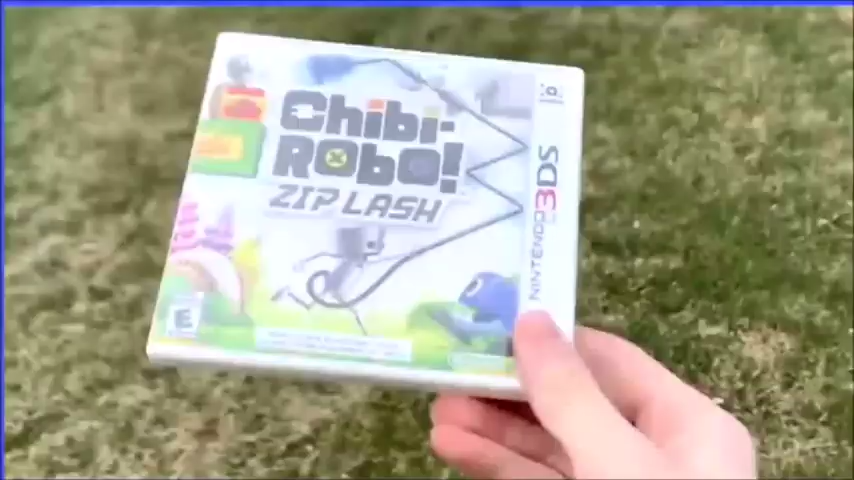 Chibi-
RoBo!
ZIP LASH
NINTENDO 3DS
E